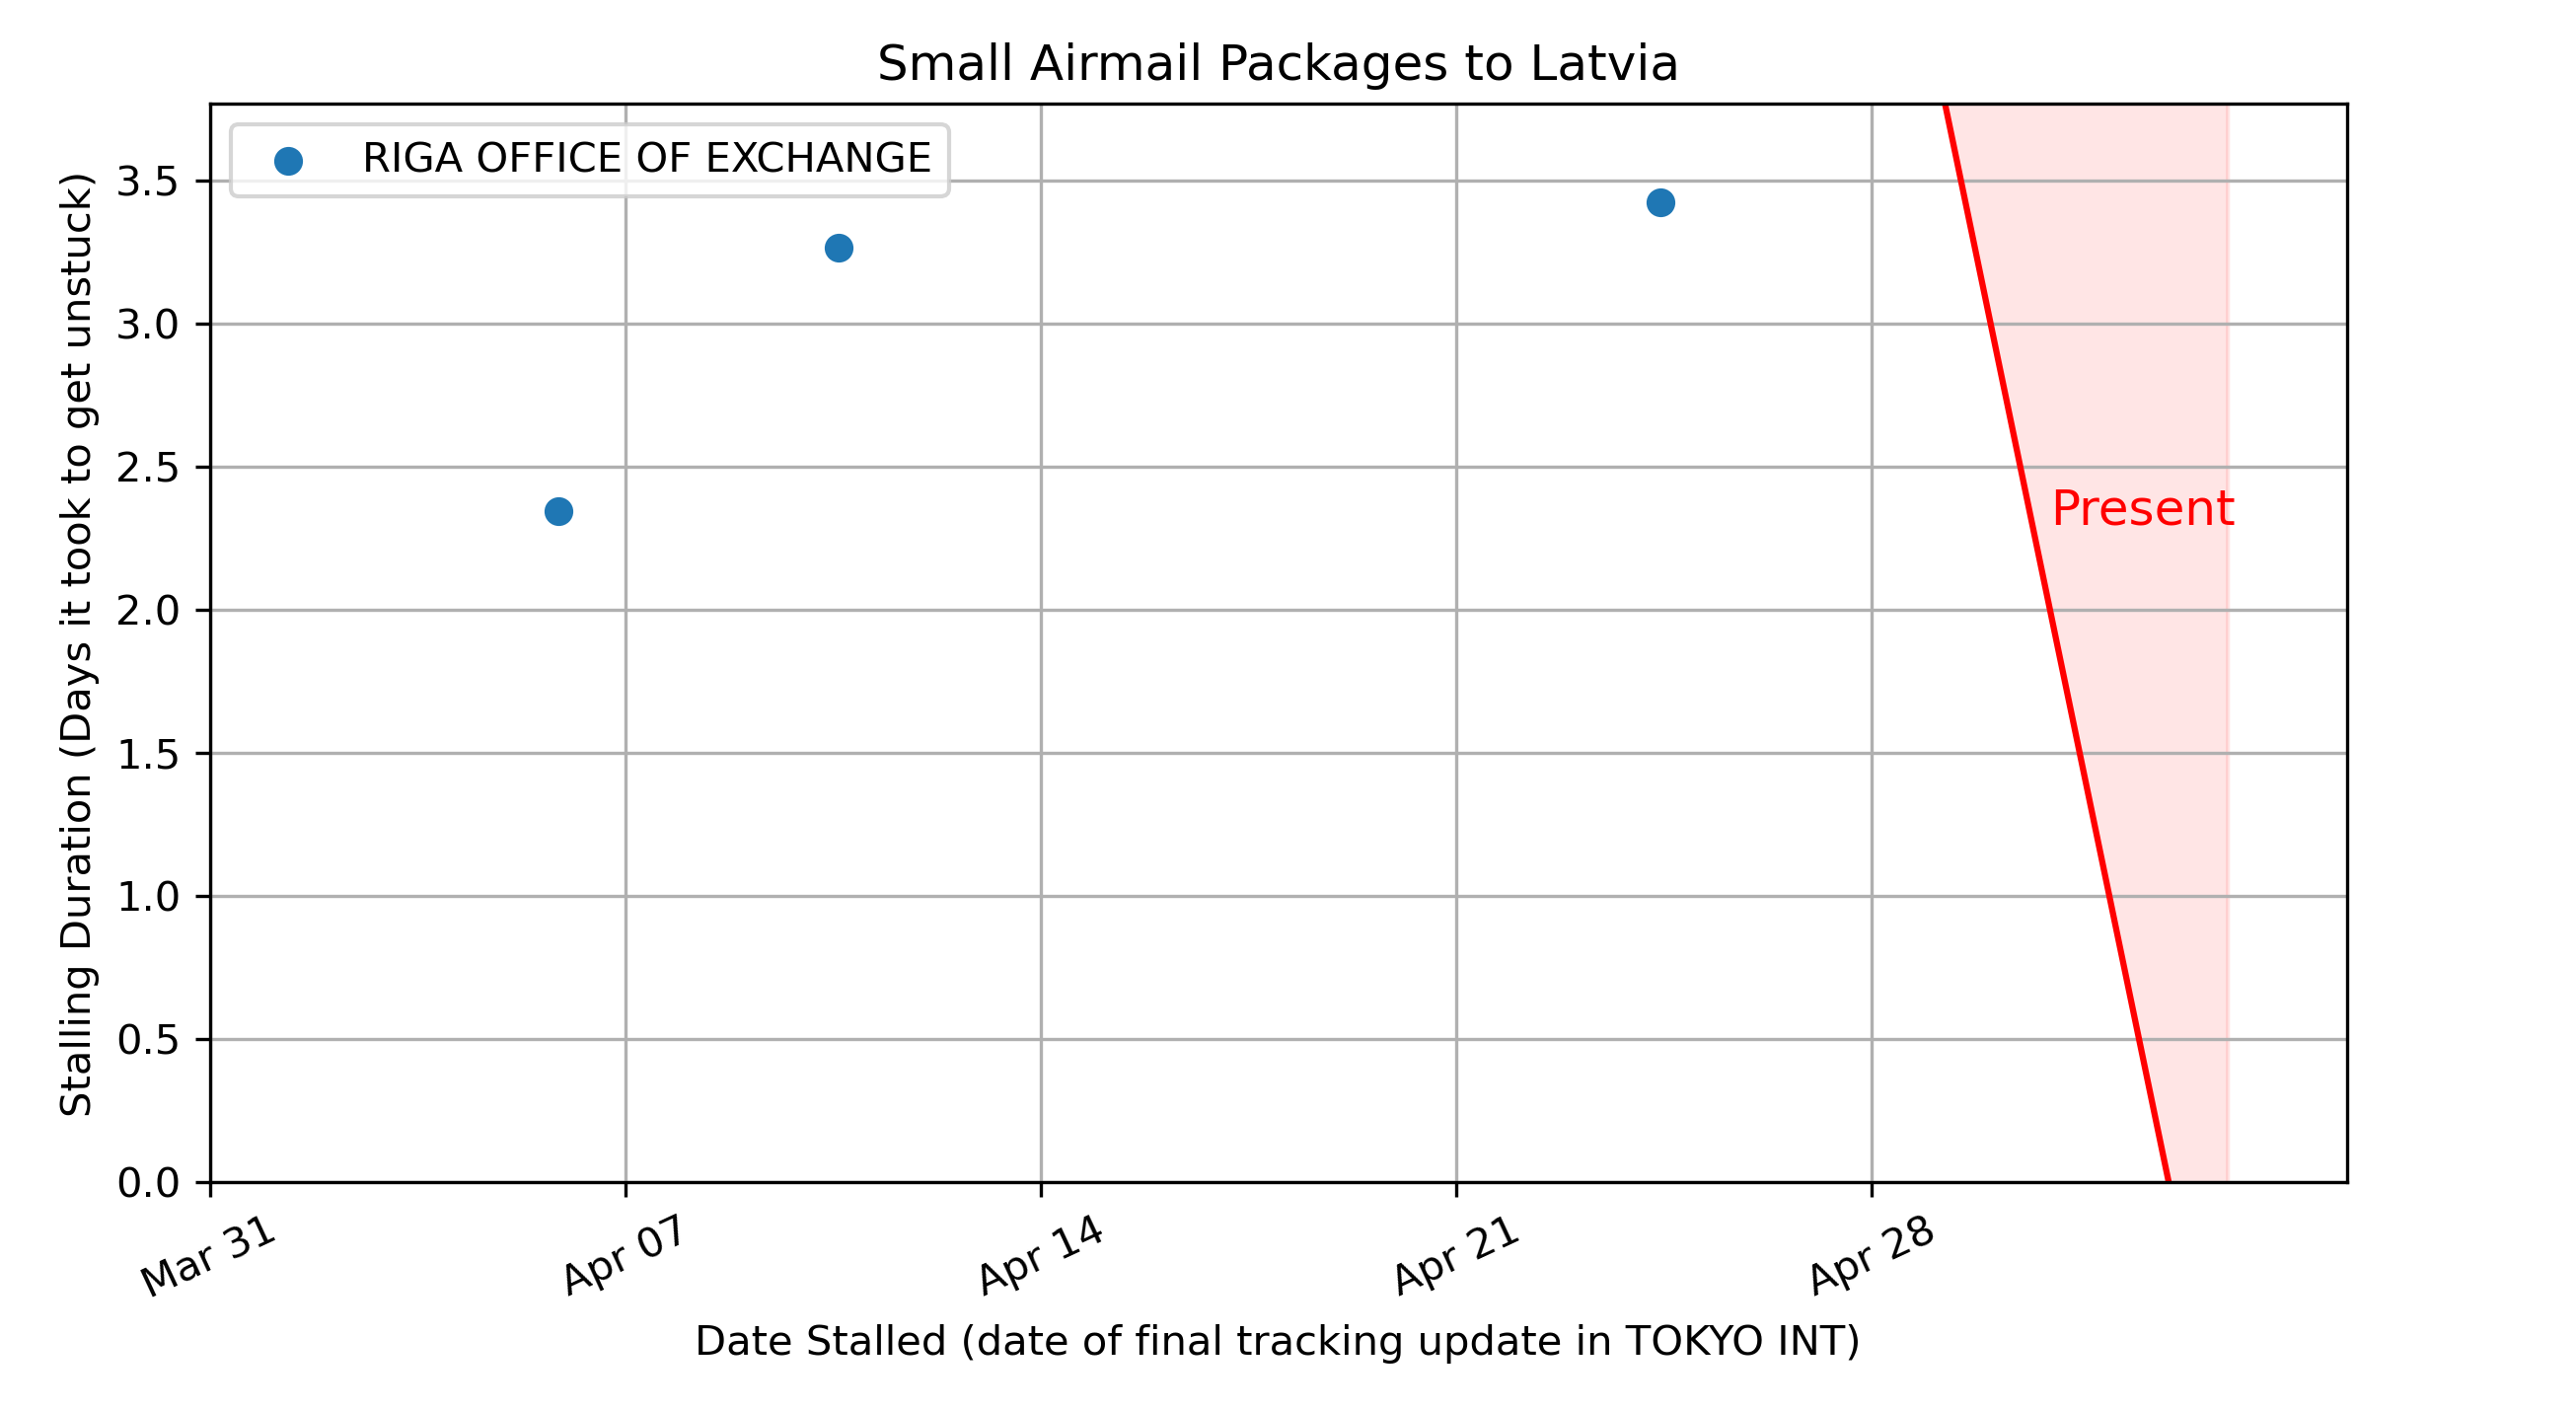 Small Airmail Packages to Latvia
RIGA OFFICE OF EXCHANGE
Stalling Duration (Days it took to get unstuck)
3.5
3.0
2.5
2.0
1.5
1.0
0.5
0.0
Present
Mar 31
Apr 07
Apr 14
Apr 21
Apr 28
Date Stalled (date of final tracking update in TOKYO INT)